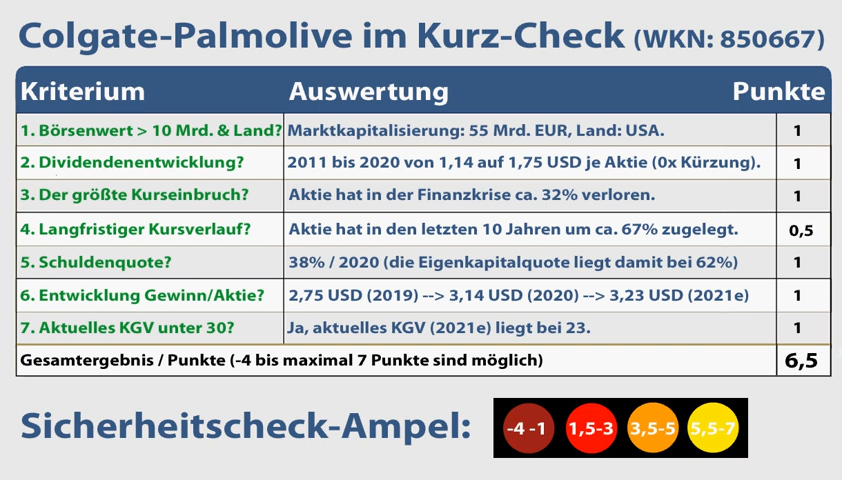 Colgate-Palmolive im Kurz-Check (WKN: 850667)
Kriterium Auswertung Punkte
1. Börsenwert > 10 Mrd. & Land? Marktkapitalisierung: 55 Mrd. EUR, Land: USA. 1
2. Dividendenentwicklung? 2011 bis 2020 von 1,14 auf 1,75 USD je Aktie (0x Kürzung). 1
3. Der größte Kurseinbruch? Aktie hat in der Finanzkrise ca. 32% verloren. 1
4. Langfristiger Kursverlauf? Aktie hat in den letzten 10 Jahren um ca. 67% zugelegt. 0,5
5. Schuldenquote? 38% / 2020 (die Eigenkapitalquote liegt damit bei 62%) 1
6. Entwicklung Gewinn/Aktie? 2,75 USD (2019) --> 3,14 USD (2020) --> 3,23 USD (2021e) 1
7. Aktuelles KGV unter 30? Ja, aktuelles KGV (2021e) liegt bei 23. 1
Gesamtergebnis / Punkte (-4 bis maximal 7 Punkte sind möglich) 6,5
Sicherheitscheck-Ampel: -4 -1 1,5-3 3,5-5 5,5-7